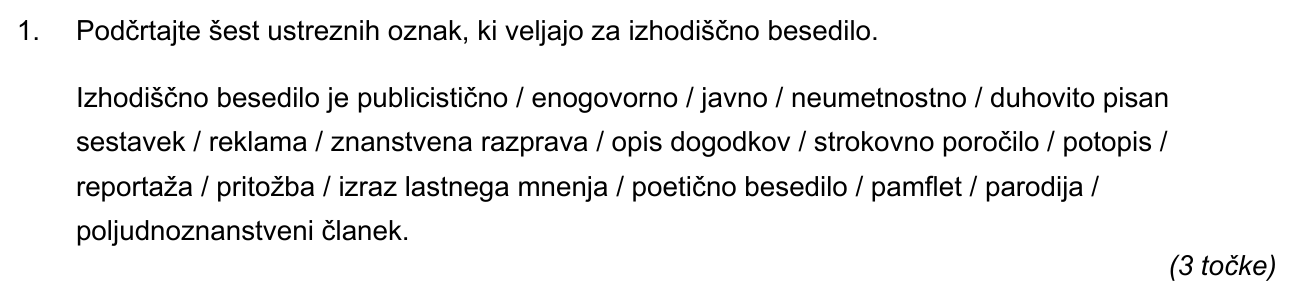 1. Podčrtajte šest ustreznih oznak, ki veljajo za izhodiščno besedilo.
Izhodiščno besedilo je publicistično / enogovorno / javno / neumetnostno / duhovito pisan
sestavek / reklama / znanstvena razprava / opis dogodkov / strokovno poročilo / potopis /
reportaža / pritožba / izraz lastnega mnenja / poetično besedilo / pamflet / parodija /
poljudnoznanstveni članek.
(3 točke)